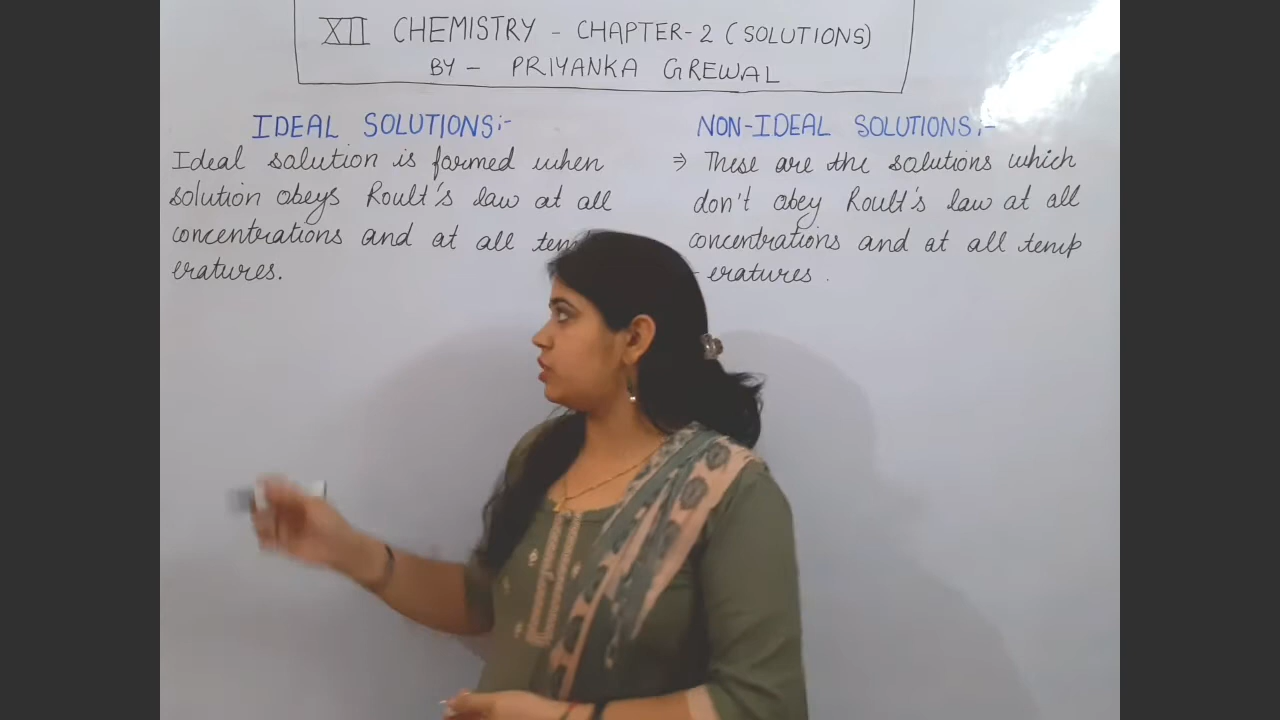 XII CHEMISTRY - CHAPTER-2 (SOLUTIONS)
BY - PRIYANKA GREWAL
IDEAL SOLUTIONS:-
Ideal solution is formed when
solution obeys Roult's law at all
concentrations and at all
eratures.
NON-IDEAL SOLUTIONS:-
⇒ These are the solutions which
don't obey Roult's law at all
concentrations and at all temp
- eratures.